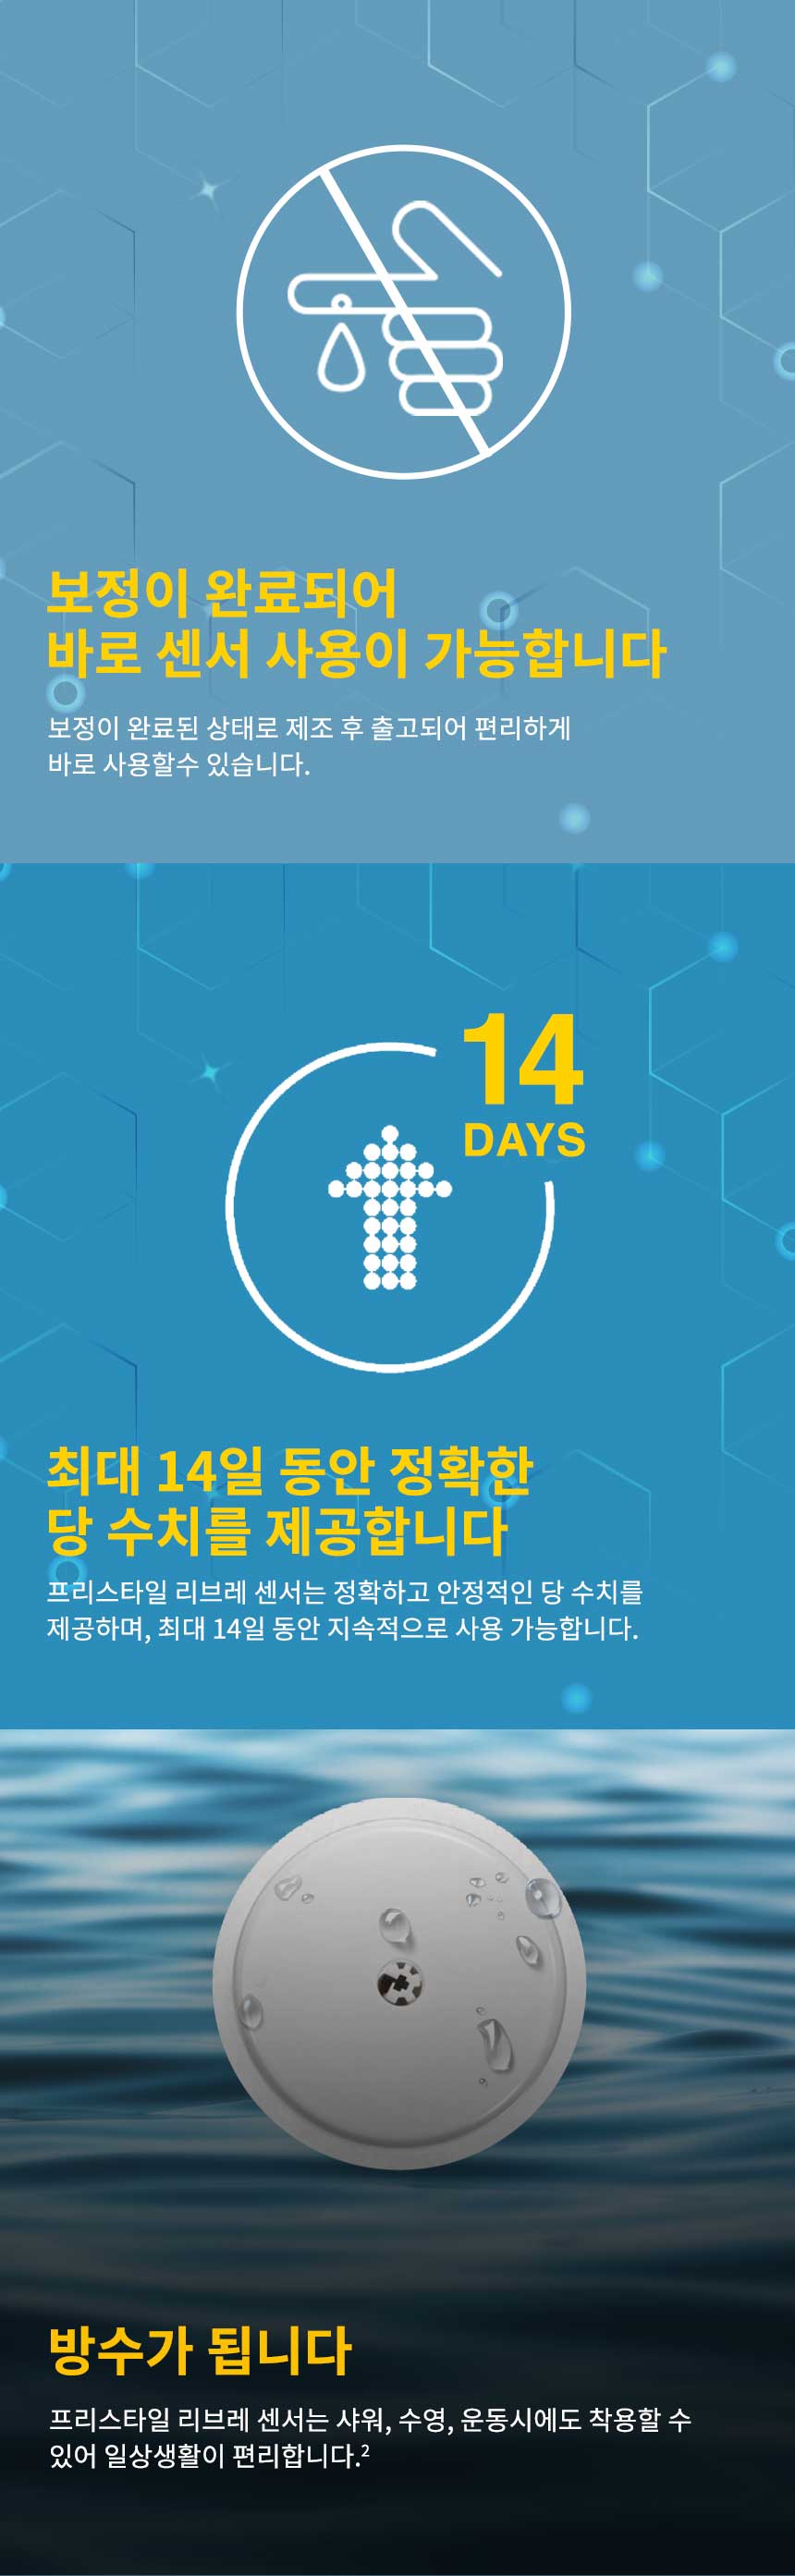 보정이 완료되어
바로 센서 사용이 가능합니다
보정이 완료된 상태로 제조 후 출고되어 편리하게
바로 사용할수 있습니다.
14
DAYS
최대 14일 동안 정확한
당 수치를 제공합니다
프리스타일 리브레 센서는 정확하고 안정적인 당 수치를
제공하며, 최대 14일 동안 지속적으로 사용 가능합니다.
방수가 됩니다
프리스타일 리브레 센서는 샤워, 수영, 운동시에도 착용할 수
있어 일상생활이 편리합니다.²